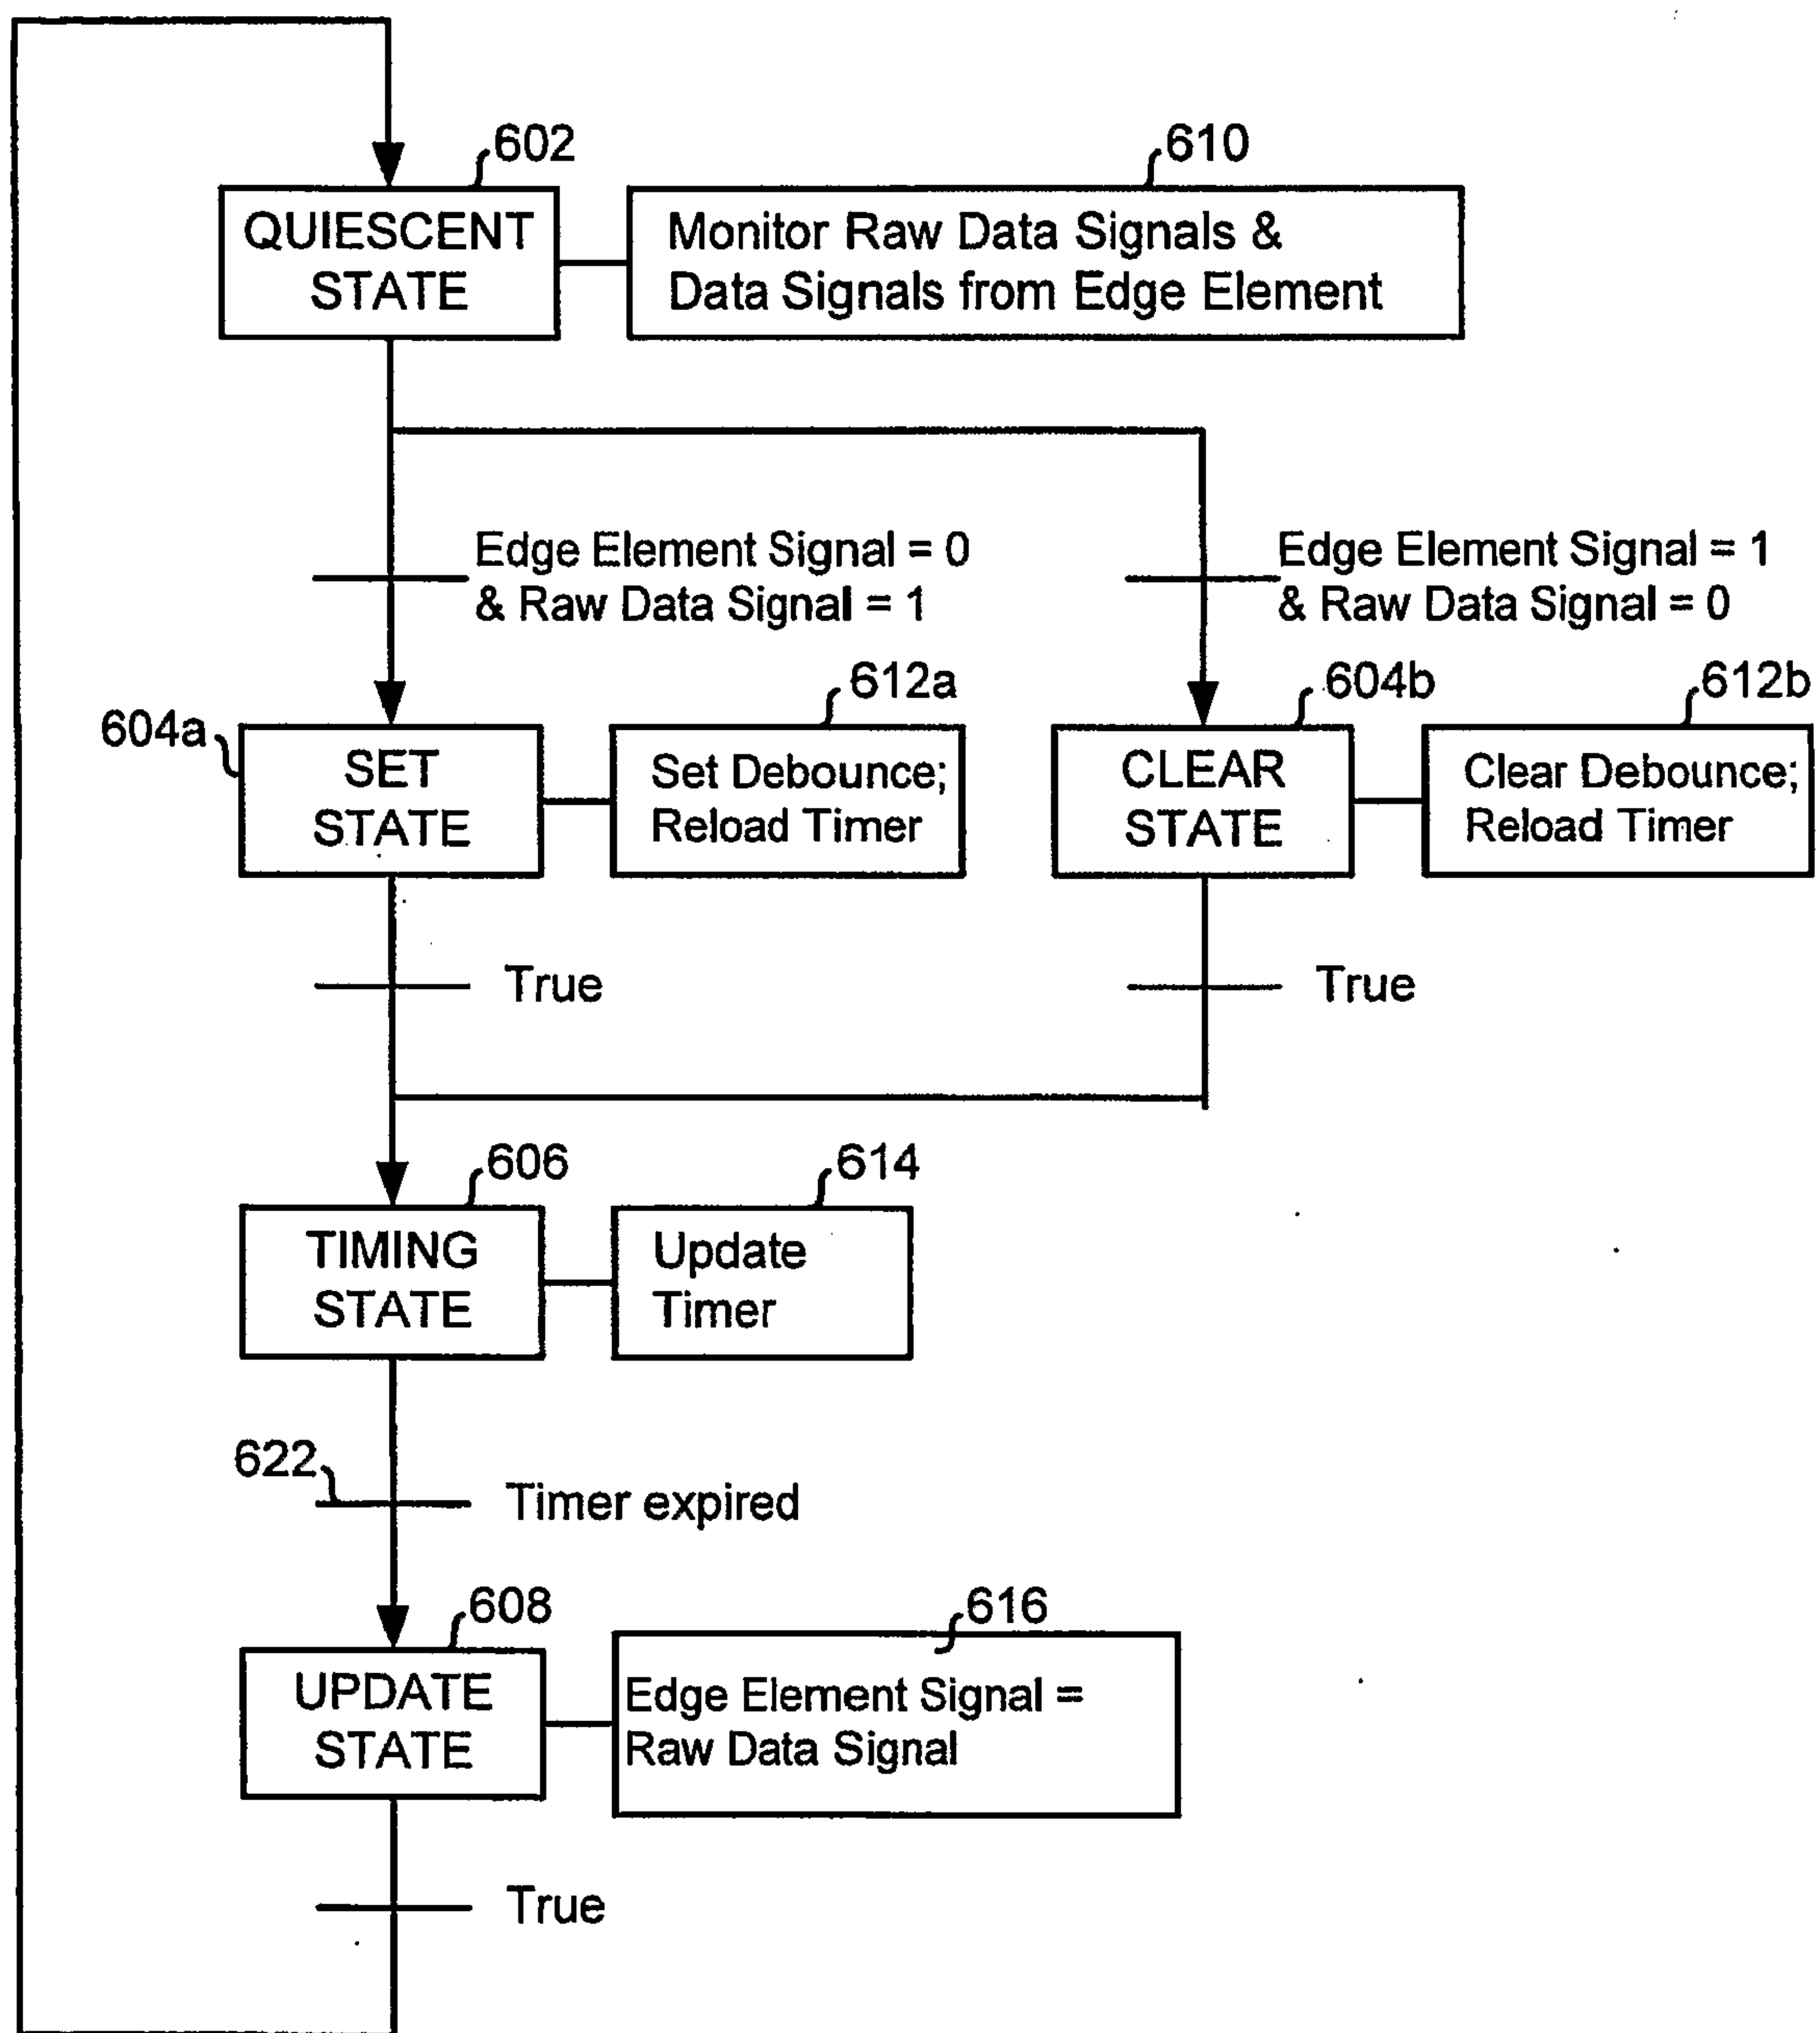 602
610
QUIESCENT
STATE
Monitor Raw Data Signals &
Data Signals from Edge Element
Edge Element Signal = 0
& Raw Data Signal = 1
Edge Element Signal = 1
& Raw Data Signal = 0
604a
612a
604b
612b
SET
STATE
Set Debounce;
Reload Timer
CLEAR
STATE
Clear Debounce;
Reload Timer
True
True
606
614
TIMING
STATE
Update
Timer
622
Timer expired
608
616
UPDATE
STATE
Edge Element Signal =
Raw Data Signal
True